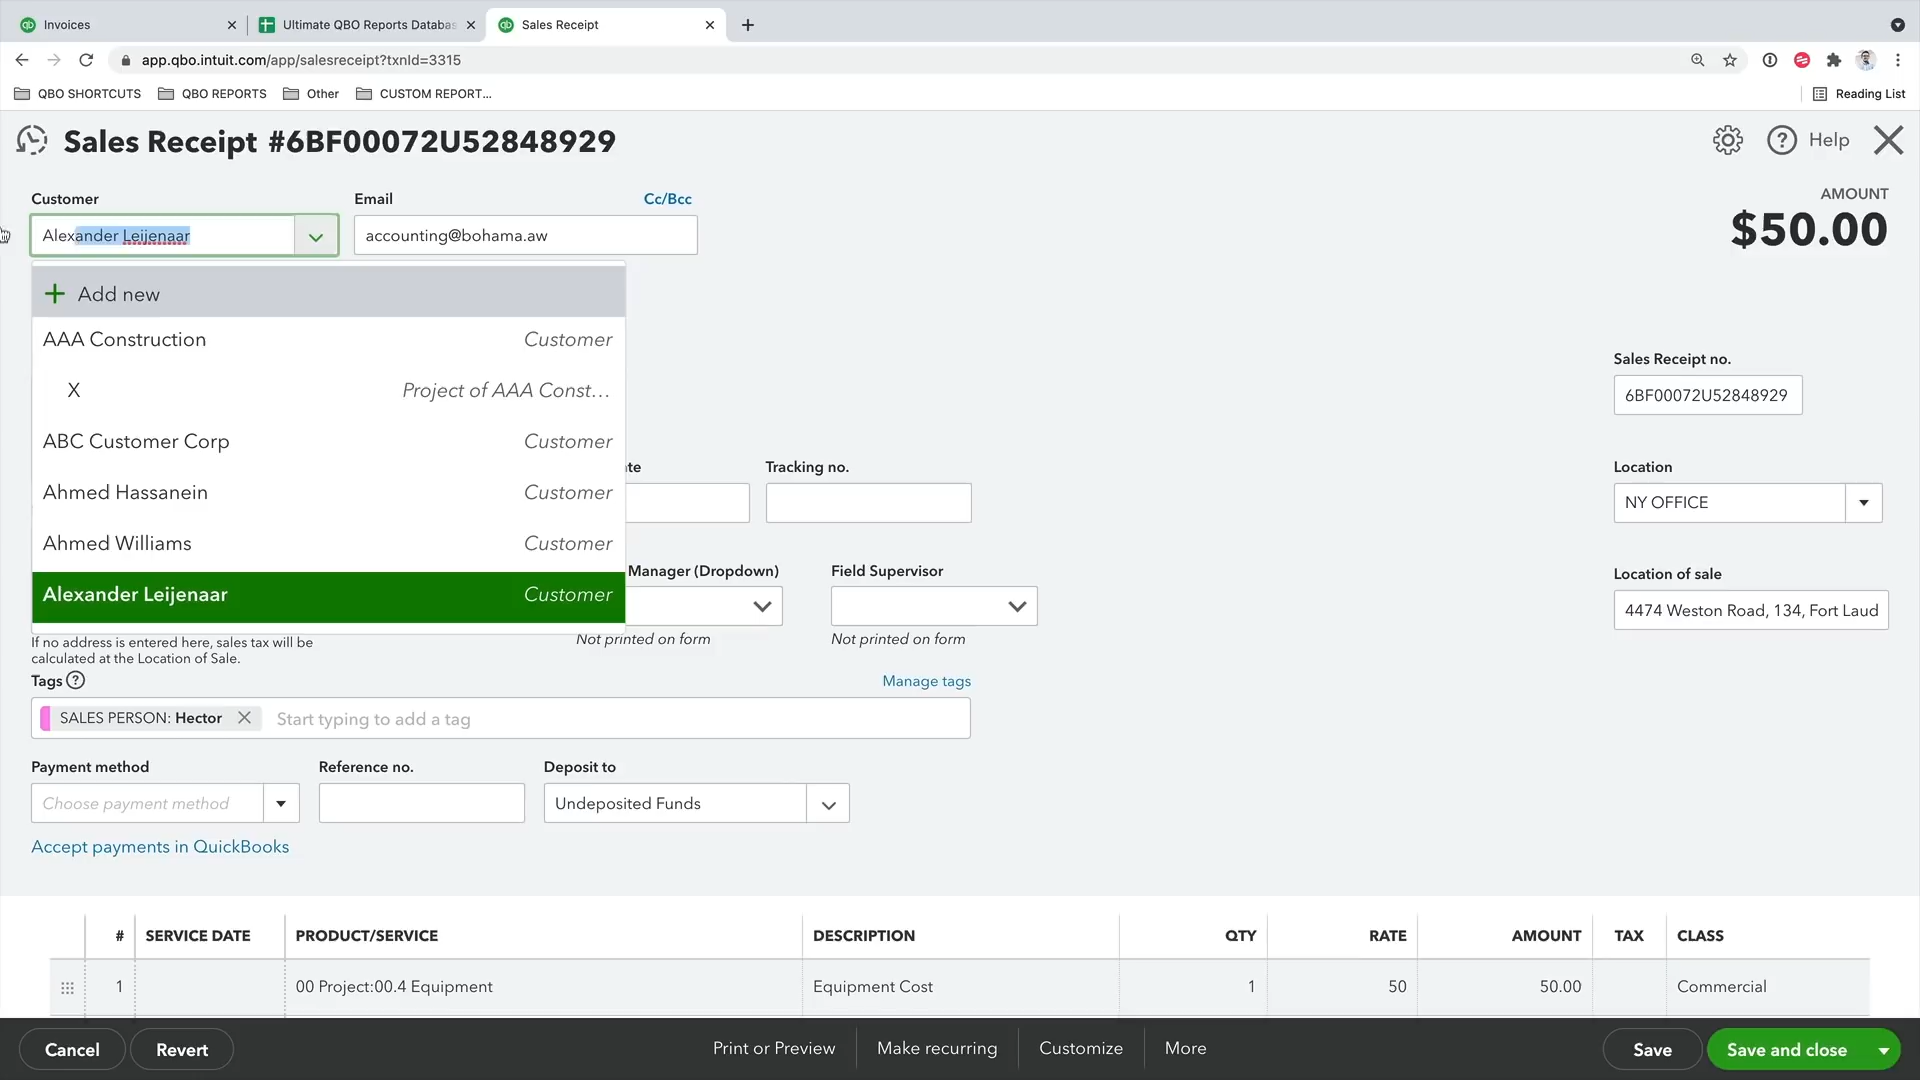 Invoices
Ultimate QBO Reports Databas
Sales Receipt
app.qbo.intuit.com/app/salesreceipt?txnId=3315
QBO SHORTCUTS
QBO REPORTS
Other
CUSTOM REPORT...
Reading List
Sales Receipt #6BF00072U52848929
Help
Customer
Email
Cc/Bcc
AMOUNT
$50.00
Alexander Leijenaar
accounting@bohama.aw
+ Add new
AAA Construction Customer
X Project of AAA Const...
ABC Customer Corp Customer
Ahmed Hassanein Customer
Ahmed Williams Customer
Alexander Leijenaar Customer
Sales Receipt no.
6BF00072U52848929
te
Tracking no.
Location
NY OFFICE
Manager (Dropdown)
Field Supervisor
Location of sale
4474 Weston Road, 134, Fort Laud
Not printed on form
Not printed on form
If no address is entered here, sales tax will be
calculated at the Location of Sale.
Tags ?
Manage tags
SALES PERSON: Hector
Start typing to add a tag
Payment method
Reference no.
Deposit to
Choose payment method
Undeposited Funds
Accept payments in QuickBooks
# SERVICE DATE PRODUCT/SERVICE DESCRIPTION QTY RATE AMOUNT TAX CLASS
1 00 Project:00.4 Equipment Equipment Cost 1 50 50.00 Commercial
Cancel
Revert
Print or Preview
Make recurring
Customize
More
Save
Save and close